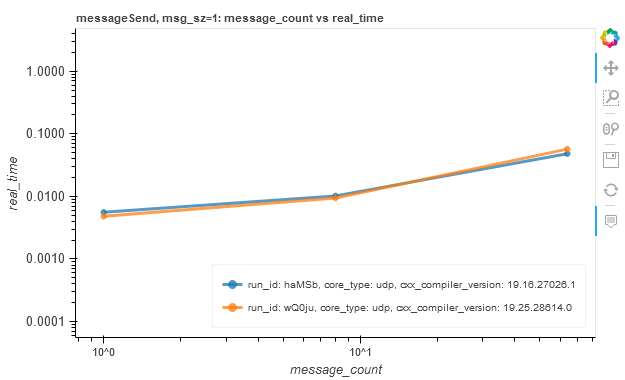 messageSend, msg_sz=1: message_count vs real_time
1.0000
0.1000
0.0100
0.0010
0.0001
real_time
run_id: haMSb, core_type: udp, cxx_compiler_version: 19.16.27026.1
run_id: wQ0ju, core_type: udp, cxx_compiler_version: 19.25.28614.0
10^0
10^1
message_count